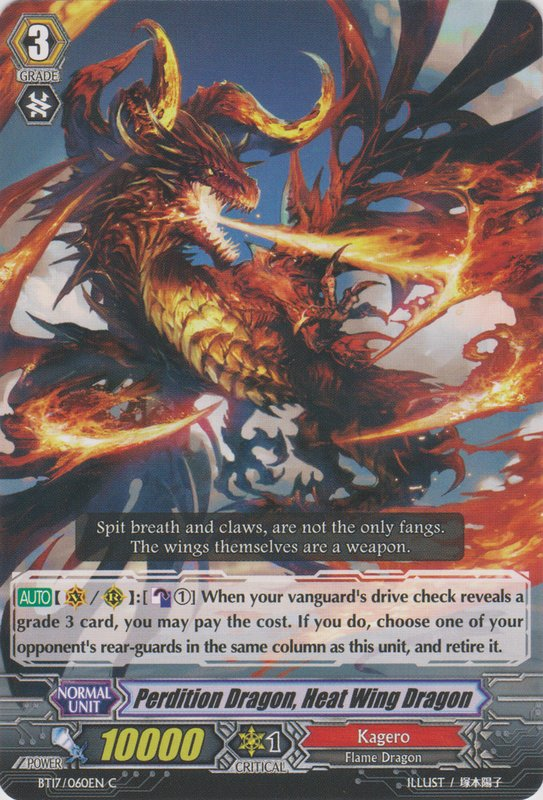 3
GRADE
Spit breath and claws, are not the only fangs.
The wings themselves are a weapon.
AUTO [ V / R ]:[ ①] When your vanguard's drive check reveals a
grade 3 card, you may pay the cost. If you do, choose one of your
opponent's rear-guards in the same column as this unit, and retire it.
NORMAL
UNIT
Perdition Dragon, Heat Wing Dragon
POWER
10000
1
CRITICAL
Kagero
Flame Dragon
BT17/060EN C
ILLUST / 塚本陽子